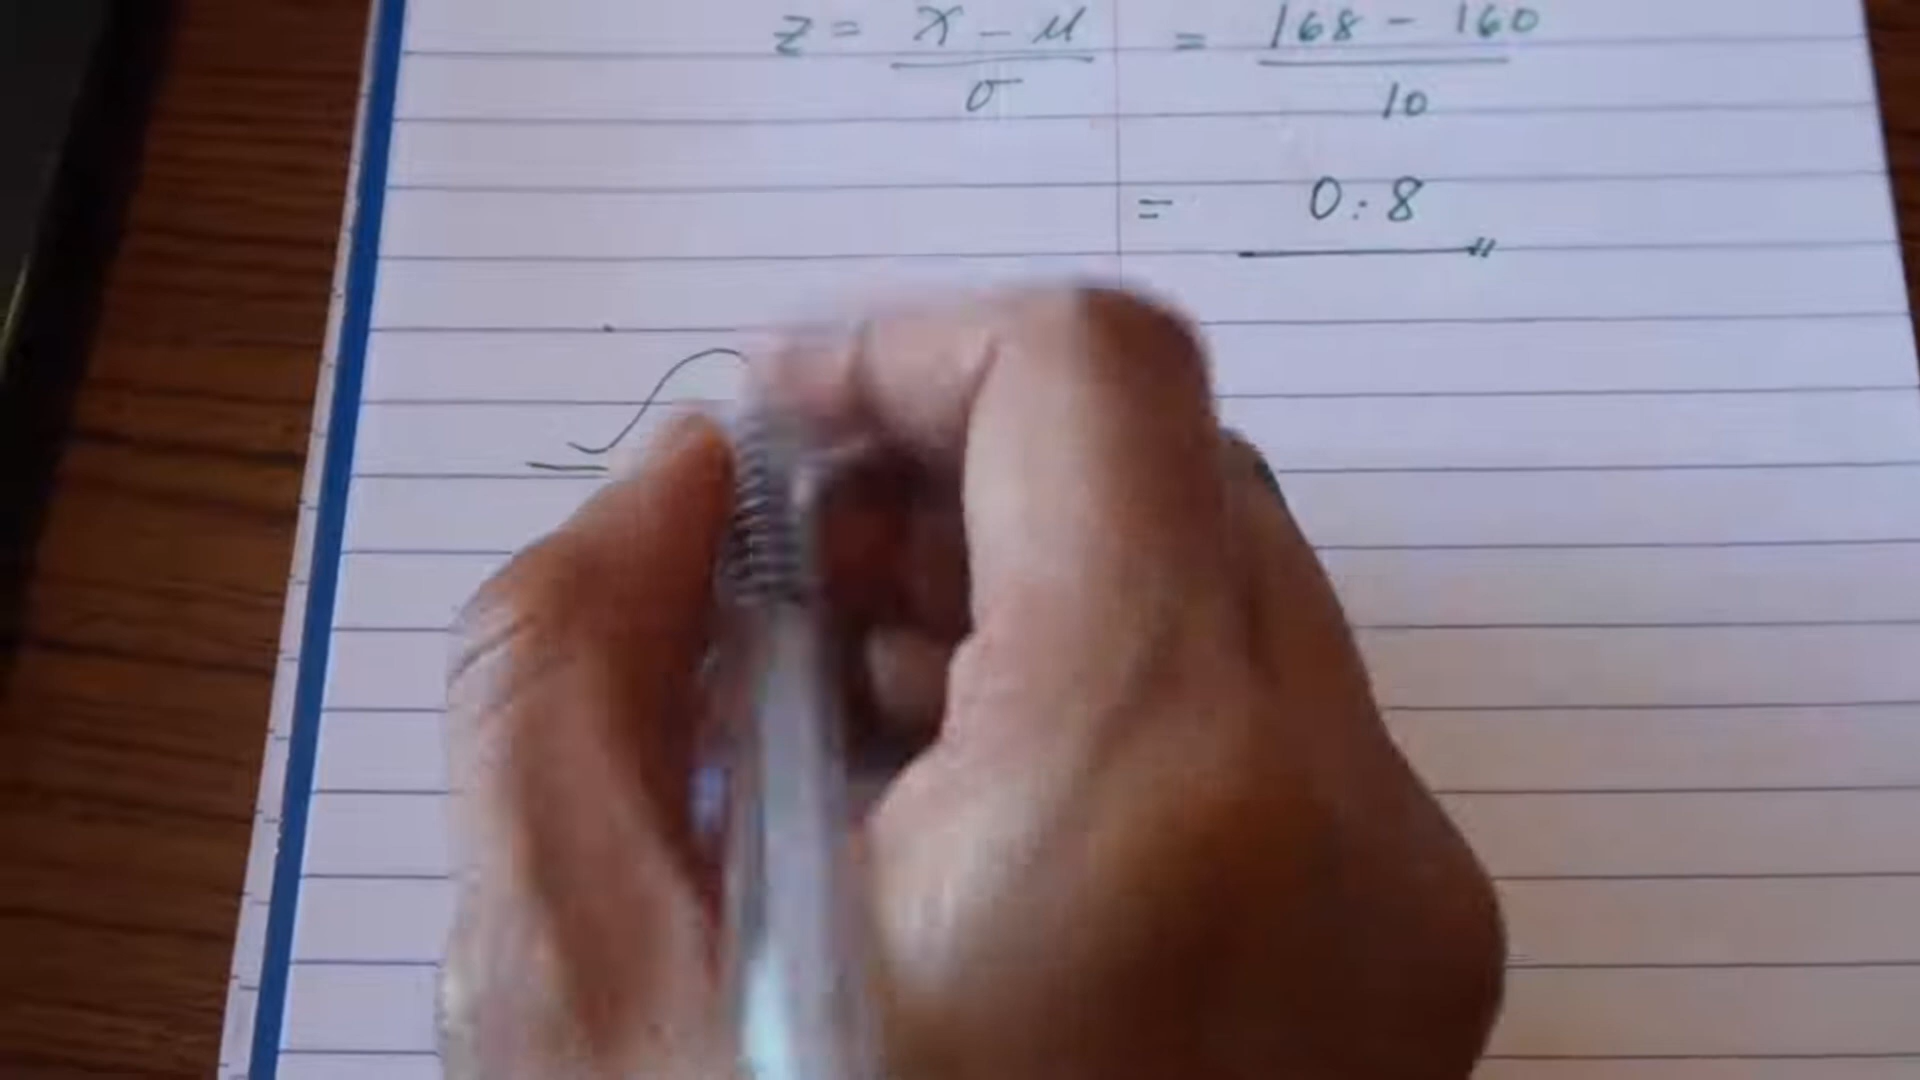 z = x - μ / σ = 168 - 160 / 10
= 0.8